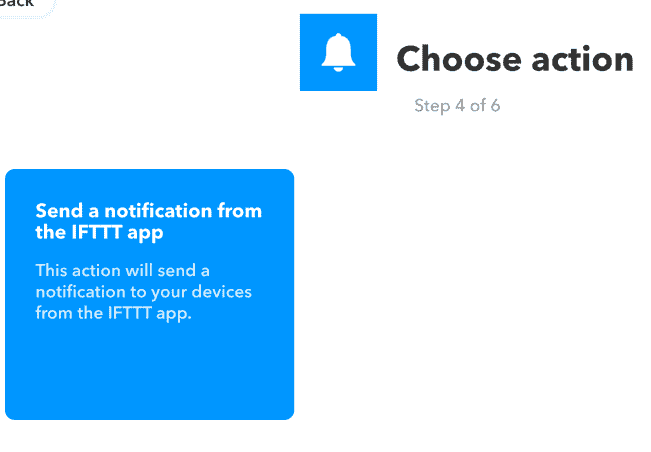 Back
Choose action
Step 4 of 6
Send a notification from
the IFTTT app
This action will send a
notification to your devices
from the IFTTT app.